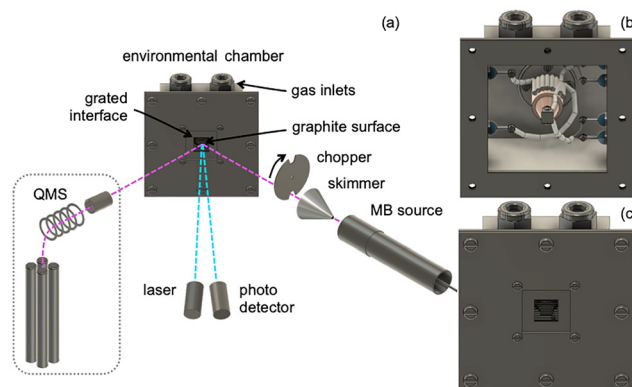 (a)
(b)
environmental chamber
gas inlets
grated
interface
graphite surface
chopper
skimmer
QMS
MB source
(c)
laser
photo
detector